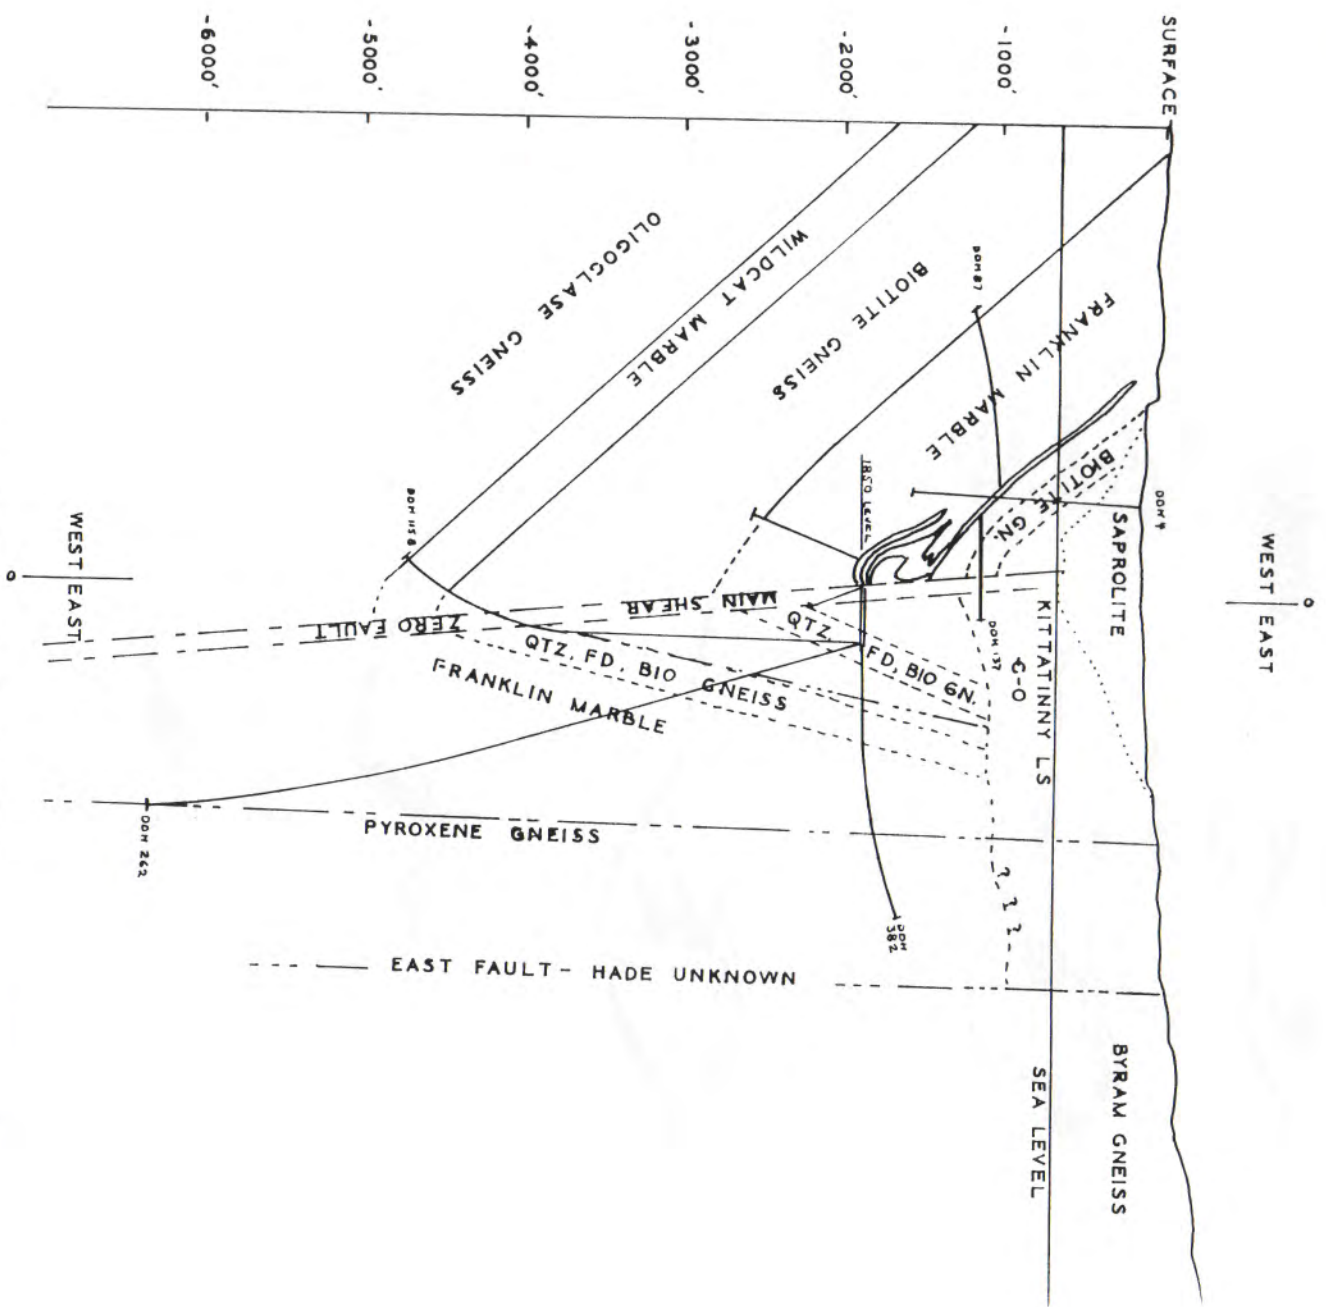 WEST EAST
0
SURFACE
-1000'
-2000'
-3000'
-4000'
-5000'
-6000'
DDH 9
SAPROLITE
BYRAM GNEISS
KITTATINNY LS
SEA LEVEL
Є-O
BIOTITE GN.
FRANKLIN MARBLE
DDH 87
DDH 137
1850 LEVEL
BIOTITE GNEISS
WILDCAT MARBLE
OLIGOCLASE GNEISS
QTZ, FD, BIO GN.
MAIN SHEAR
ZERO FAULT
QTZ, FD, BIO GNEISS
FRANKLIN MARBLE
DDH 382
? ? ?
DDH 115B
PYROXENE GNEISS
DDH 262
EAST FAULT - HADE UNKNOWN
WEST EAST
0